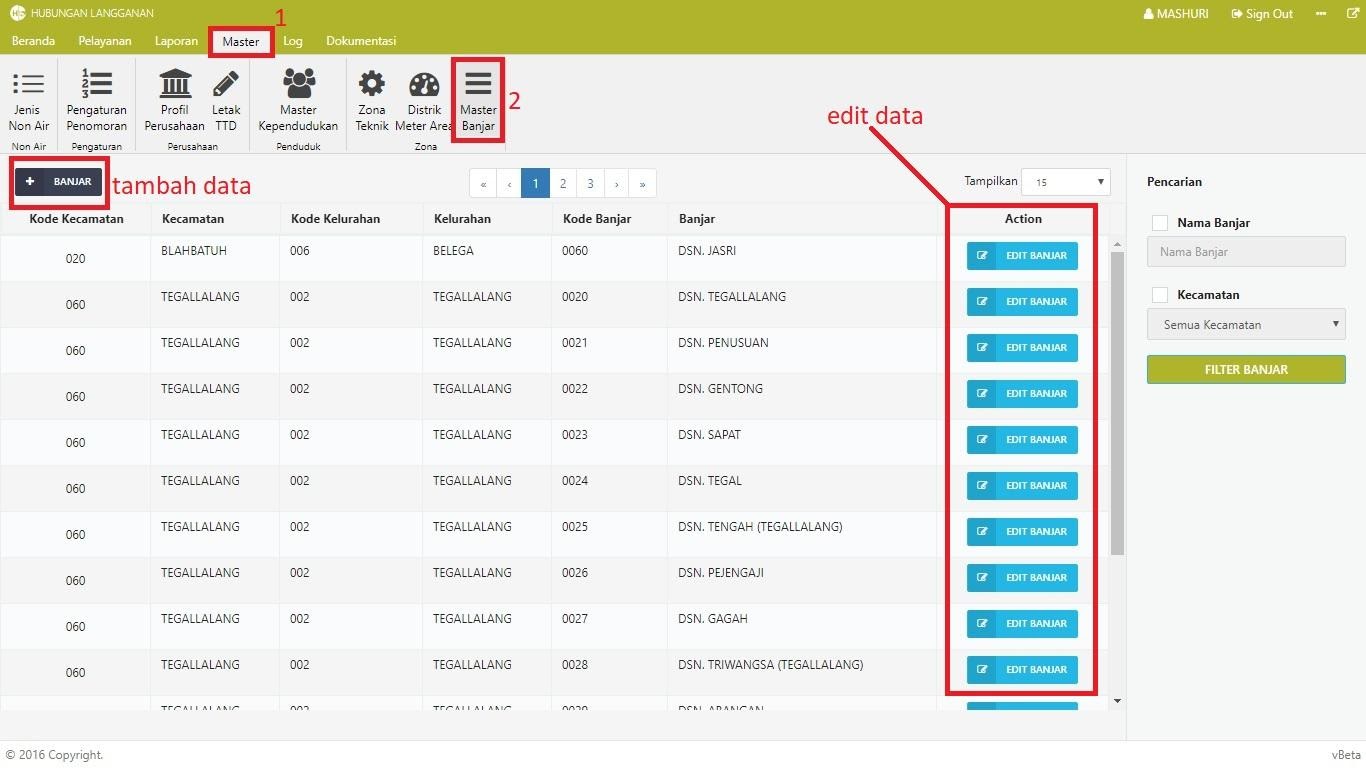 HUBUNGAN LANGGANAN
MASHURI Sign Out
1
Beranda Pelayanan Laporan Master Log Dokumentasi
Jenis Non Air
Pengaturan Penomoran
Profil Perusahaan
Letak TTD
Master Kependudukan
Zona Teknik
Distrik Meter Area
Master Banjar
2
Non Air Pengaturan Perusahaan Penduduk Zona
edit data
+ BANJAR
tambah data
« ‹ 1 2 3 › »
Tampilkan 15
Kode Kecamatan Kecamatan Kode Kelurahan Kelurahan Kode Banjar Banjar Action
020 BLAHBATUH 006 BELEGA 0060 DSN. JASRI EDIT BANJAR
060 TEGALLALANG 002 TEGALLALANG 0020 DSN. TEGALLALANG EDIT BANJAR
060 TEGALLALANG 002 TEGALLALANG 0021 DSN. PENUSUAN EDIT BANJAR
060 TEGALLALANG 002 TEGALLALANG 0022 DSN. GENTONG EDIT BANJAR
060 TEGALLALANG 002 TEGALLALANG 0023 DSN. SAPAT EDIT BANJAR
060 TEGALLALANG 002 TEGALLALANG 0024 DSN. TEGAL EDIT BANJAR
060 TEGALLALANG 002 TEGALLALANG 0025 DSN. TENGAH (TEGALLALANG) EDIT BANJAR
060 TEGALLALANG 002 TEGALLALANG 0026 DSN. PEJENGAJI EDIT BANJAR
060 TEGALLALANG 002 TEGALLALANG 0027 DSN. GAGAH EDIT BANJAR
060 TEGALLALANG 002 TEGALLALANG 0028 DSN. TRIWANGSA (TEGALLALANG) EDIT BANJAR
Pencarian
Nama Banjar
Nama Banjar
Kecamatan
Semua Kecamatan
FILTER BANJAR
© 2016 Copyright.
vBeta